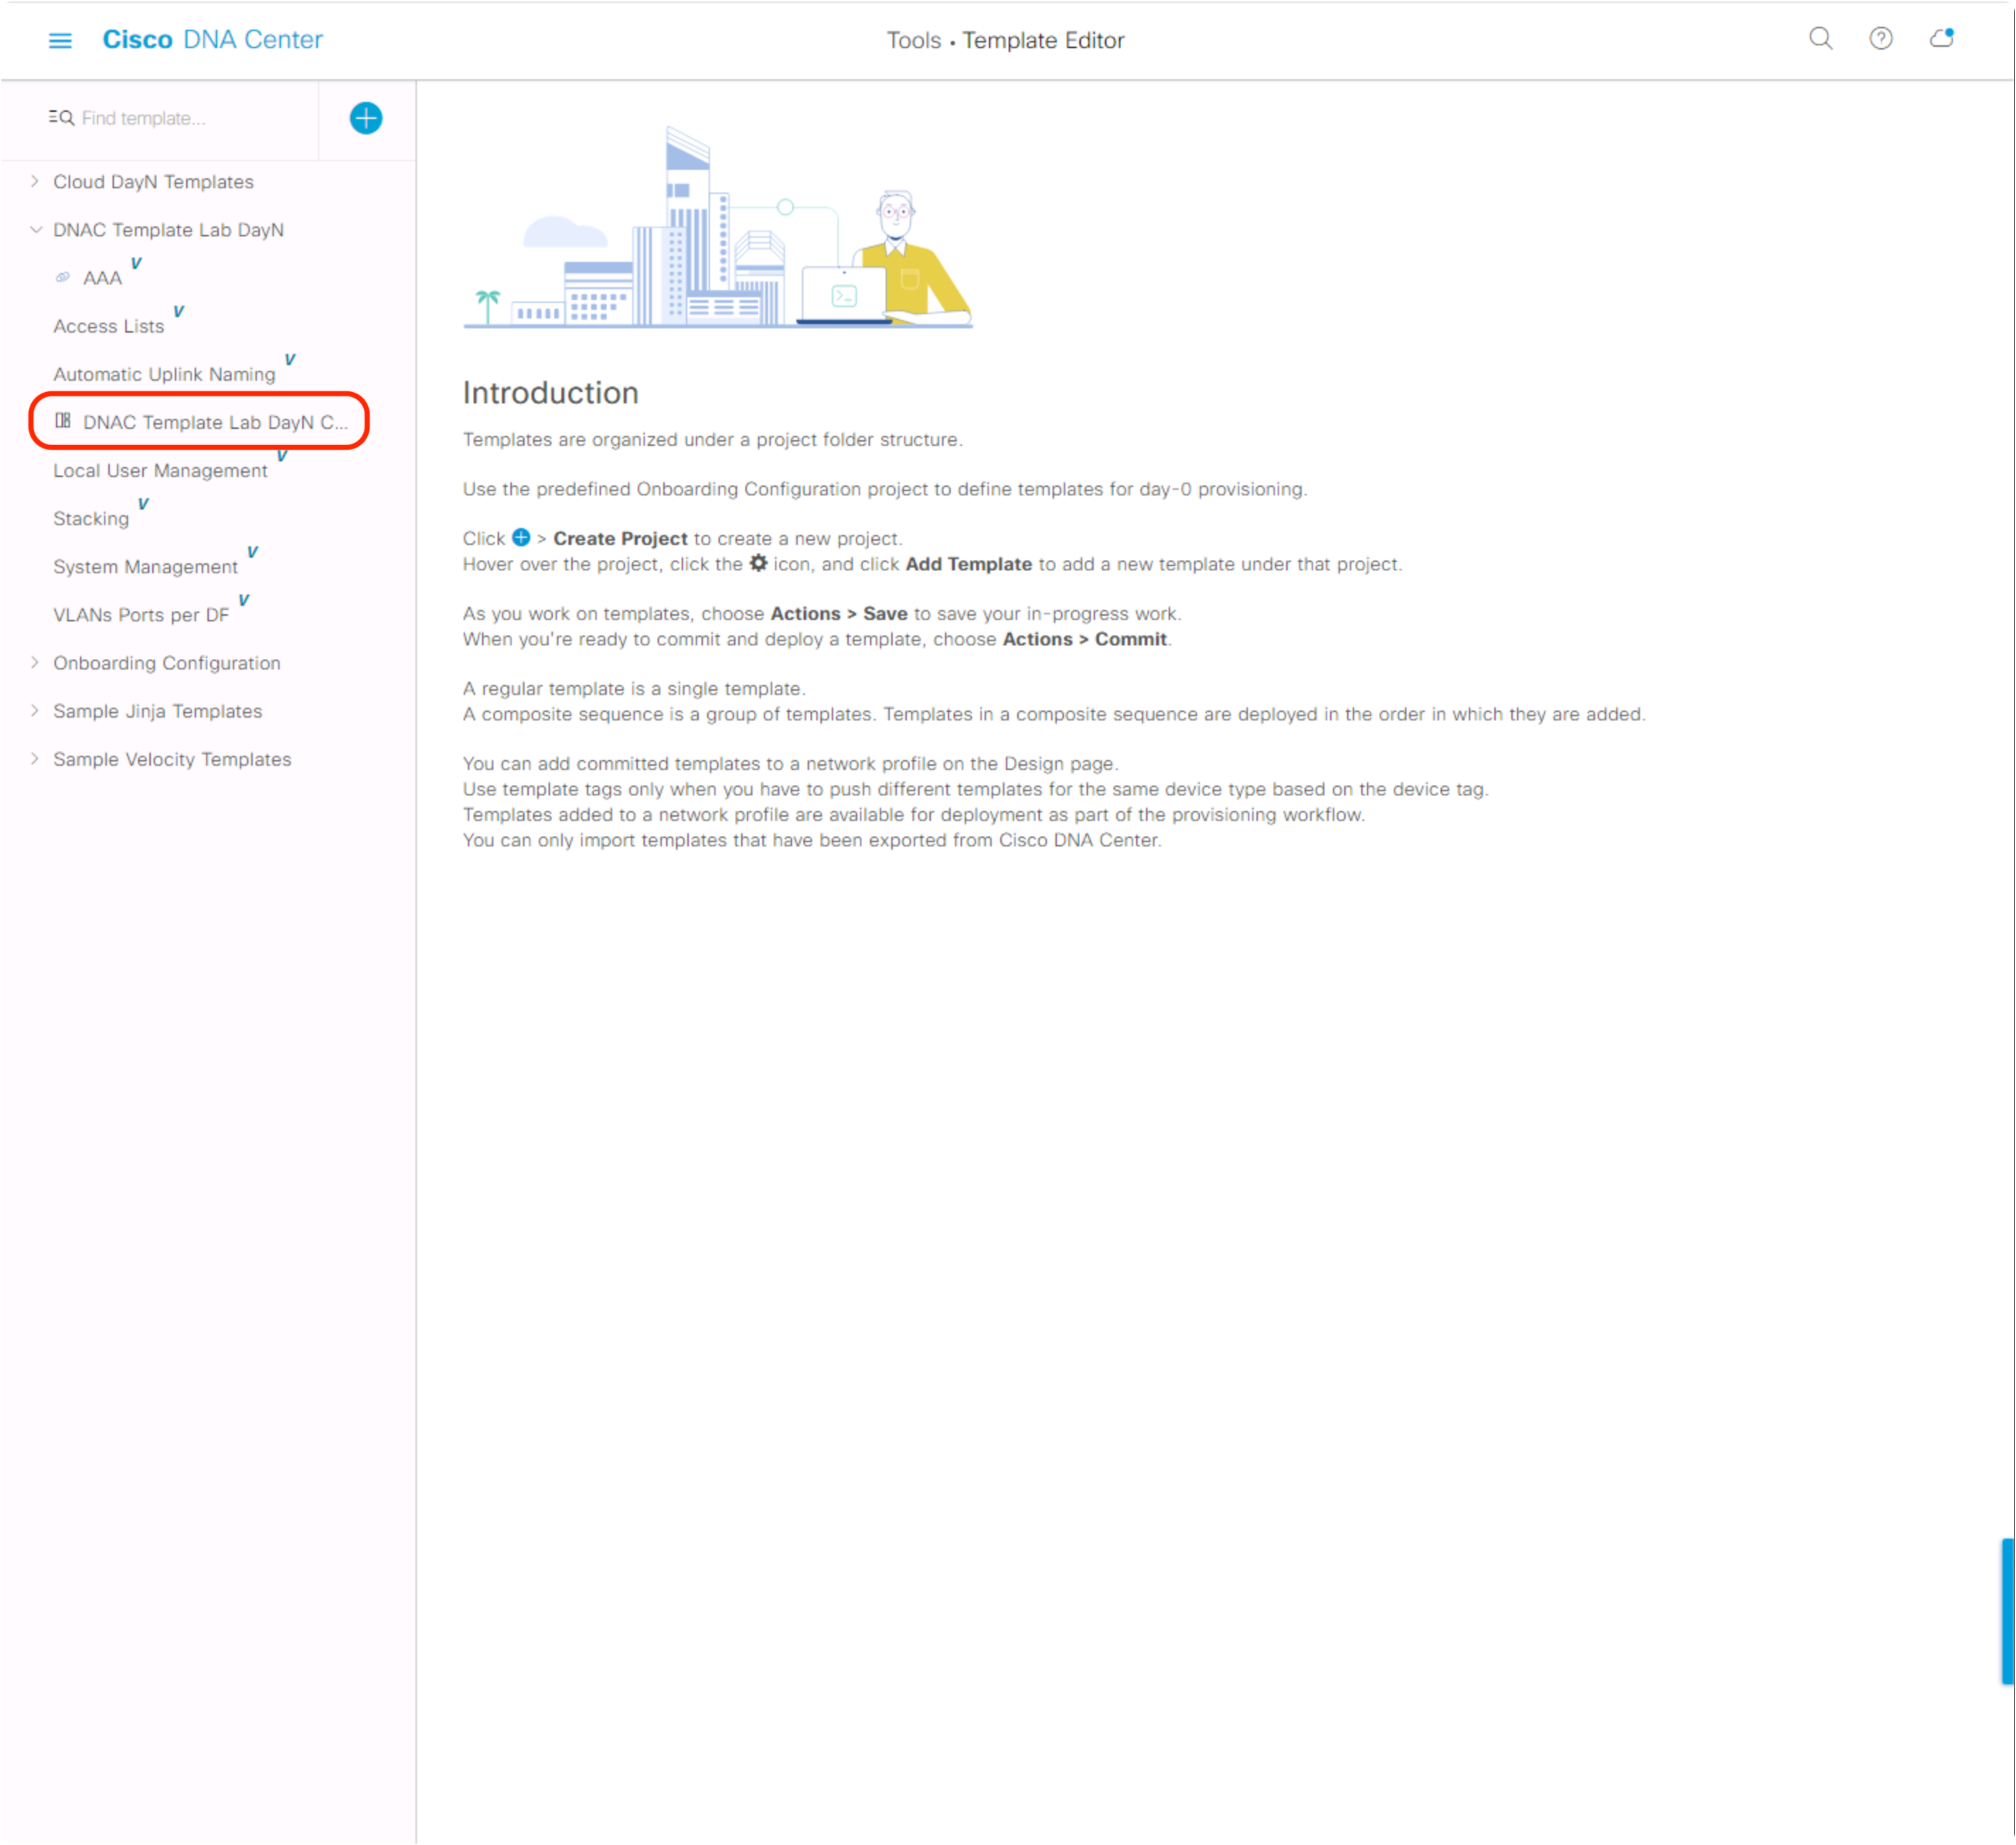 Cisco DNA Center
Tools • Template Editor
Find template...
Cloud DayN Templates
DNAC Template Lab DayN
AAA V
Access Lists V
Automatic Uplink Naming V
DNAC Template Lab DayN C...
Local User Management V
Stacking V
System Management V
VLANs Ports per DF V
Onboarding Configuration
Sample Jinja Templates
Sample Velocity Templates
Introduction
Templates are organized under a project folder structure.
Use the predefined Onboarding Configuration project to define templates for day-0 provisioning.
Click > Create Project to create a new project.
Hover over the project, click the icon, and click Add Template to add a new template under that project.
As you work on templates, choose Actions > Save to save your in-progress work.
When you're ready to commit and deploy a template, choose Actions > Commit.
A regular template is a single template.
A composite sequence is a group of templates. Templates in a composite sequence are deployed in the order in which they are added.
You can add committed templates to a network profile on the Design page.
Use template tags only when you have to push different templates for the same device type based on the device tag.
Templates added to a network profile are available for deployment as part of the provisioning workflow.
You can only import templates that have been exported from Cisco DNA Center.